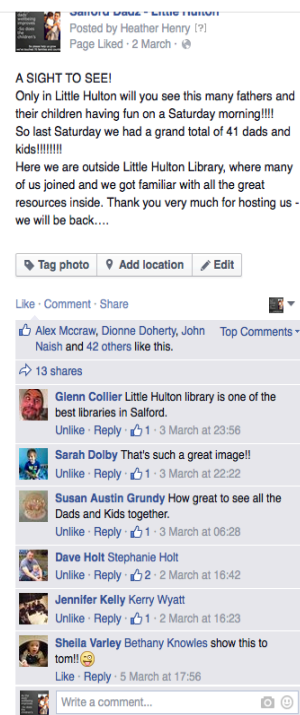 Salford Dadz - Little Hulton
Posted by Heather Henry [?]
Page Liked · 2 March ·
A SIGHT TO SEE!
Only in Little Hulton will you see this many fathers and
their children having fun on a Saturday morning!!!!
So last Saturday we had a grand total of 41 dads and
kids!!!!!!!!
Here we are outside Little Hulton Library, where many
of us joined and we got familiar with all the great
resources inside. Thank you very much for hosting us -
we will be back....
Tag photo Add location Edit
Like · Comment · Share
Alex Mccraw, Dionne Doherty, John Top Comments
Naish and 42 others like this.
13 shares
Glenn Collier Little Hulton library is one of the
best libraries in Salford.
Unlike · Reply · 1 · 3 March at 23:56
Sarah Dolby That's such a great image!!
Unlike · Reply · 1 · 3 March at 22:22
Susan Austin Grundy How great to see all the
Dads and Kids together.
Unlike · Reply · 1 · 3 March at 06:28
Dave Holt Stephanie Holt
Unlike · Reply · 2 · 2 March at 16:42
Jennifer Kelly Kerry Wyatt
Unlike · Reply · 1 · 2 March at 16:23
Sheila Varley Bethany Knowles show this to
tom!!
Like · Reply · 5 March at 17:56
Write a comment...